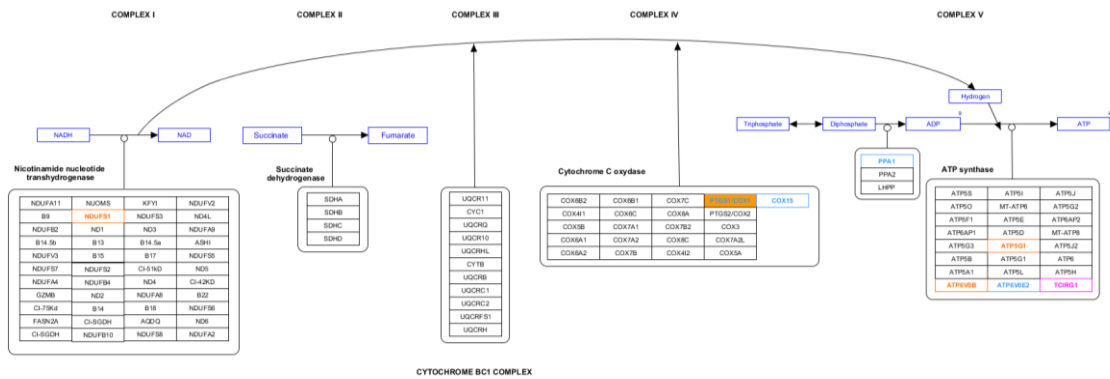 COMPLEX I COMPLEX II COMPLEX III COMPLEX IV COMPLEX V
Hydrogen
NADH NAD Succinate Fumarate Triphosphate Diphosphate ADP ATP
Nicotinamide nucleotide
transhydrogenase
NDUFA11 NUOMS KFYI NDUFV2
B9 NDUFS1 NDUFS3 ND4L
NDUFB2 ND1 ND3 NDUFA9
B14.5b B13 B14.5a ASHI
NDUFV3 B15 B17 NDUFS5
NDUFS7 NDUFS2 CI-51kD ND5
NDUFA4 NDUFB4 ND4 CI-42KD
GZMB ND2 NDUFA8 B22
CI-75Kd B14 B18 NDUFS6
FASN2A CI-SGDH AQDQ ND6
CI-SGDH NDUFB10 NDUFS8 NDUFA2
Succinate
dehydrogenase
SDHA
SDHB
SDHC
SDHD
UQCR11
CYC1
UQCRQ
UQCR10
UQCRHL
CYTB
UQCRB
UQCRC1
UQCRC2
UQCRFS1
UQCRH
CYTOCHROME BC1 COMPLEX
Cytochrome C oxydase
COX6B2 COX6B1 COX7C PTGS1/COX1 COX15
COX4I1 COX6C COX8A PTGS2/COX2
COX5B COX7A1 COX7B2 COX3
COX6A1 COX7A2 COX8C COX7A2L
COX6A2 COX7B COX4I2 COX5A
PPA1
PPA2
LHPP
ATP synthase
ATP5S ATP5I ATP5J
ATP5O MT-ATP8 ATP5G2
ATP5F1 ATP5E ATP6AP2
ATP6AP1 ATP5D MT-ATP6
ATP5G3 ATP5G1 ATP5J2
ATP5B ATP5G1 ATP6
ATP5A1 ATP5L ATP5H
ATP6V0B ATP6V0E2 TCIRG1